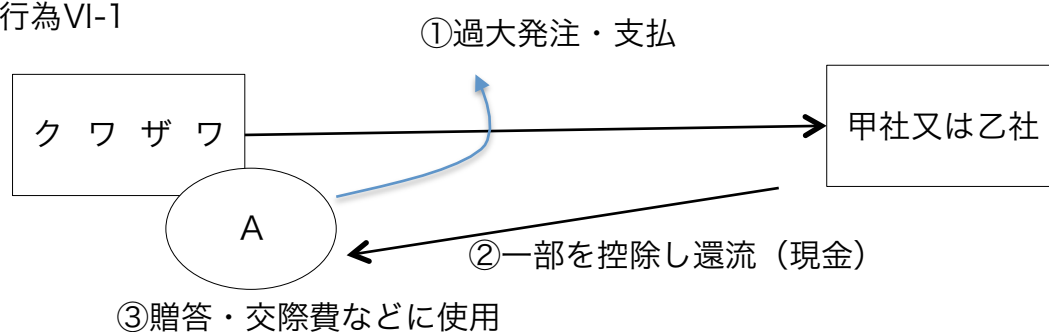 行為VI-1
①過大発注・支払
クワザワ
甲社又は乙社
A
②一部を控除し還流（現金）
③贈答・交際費などに使用